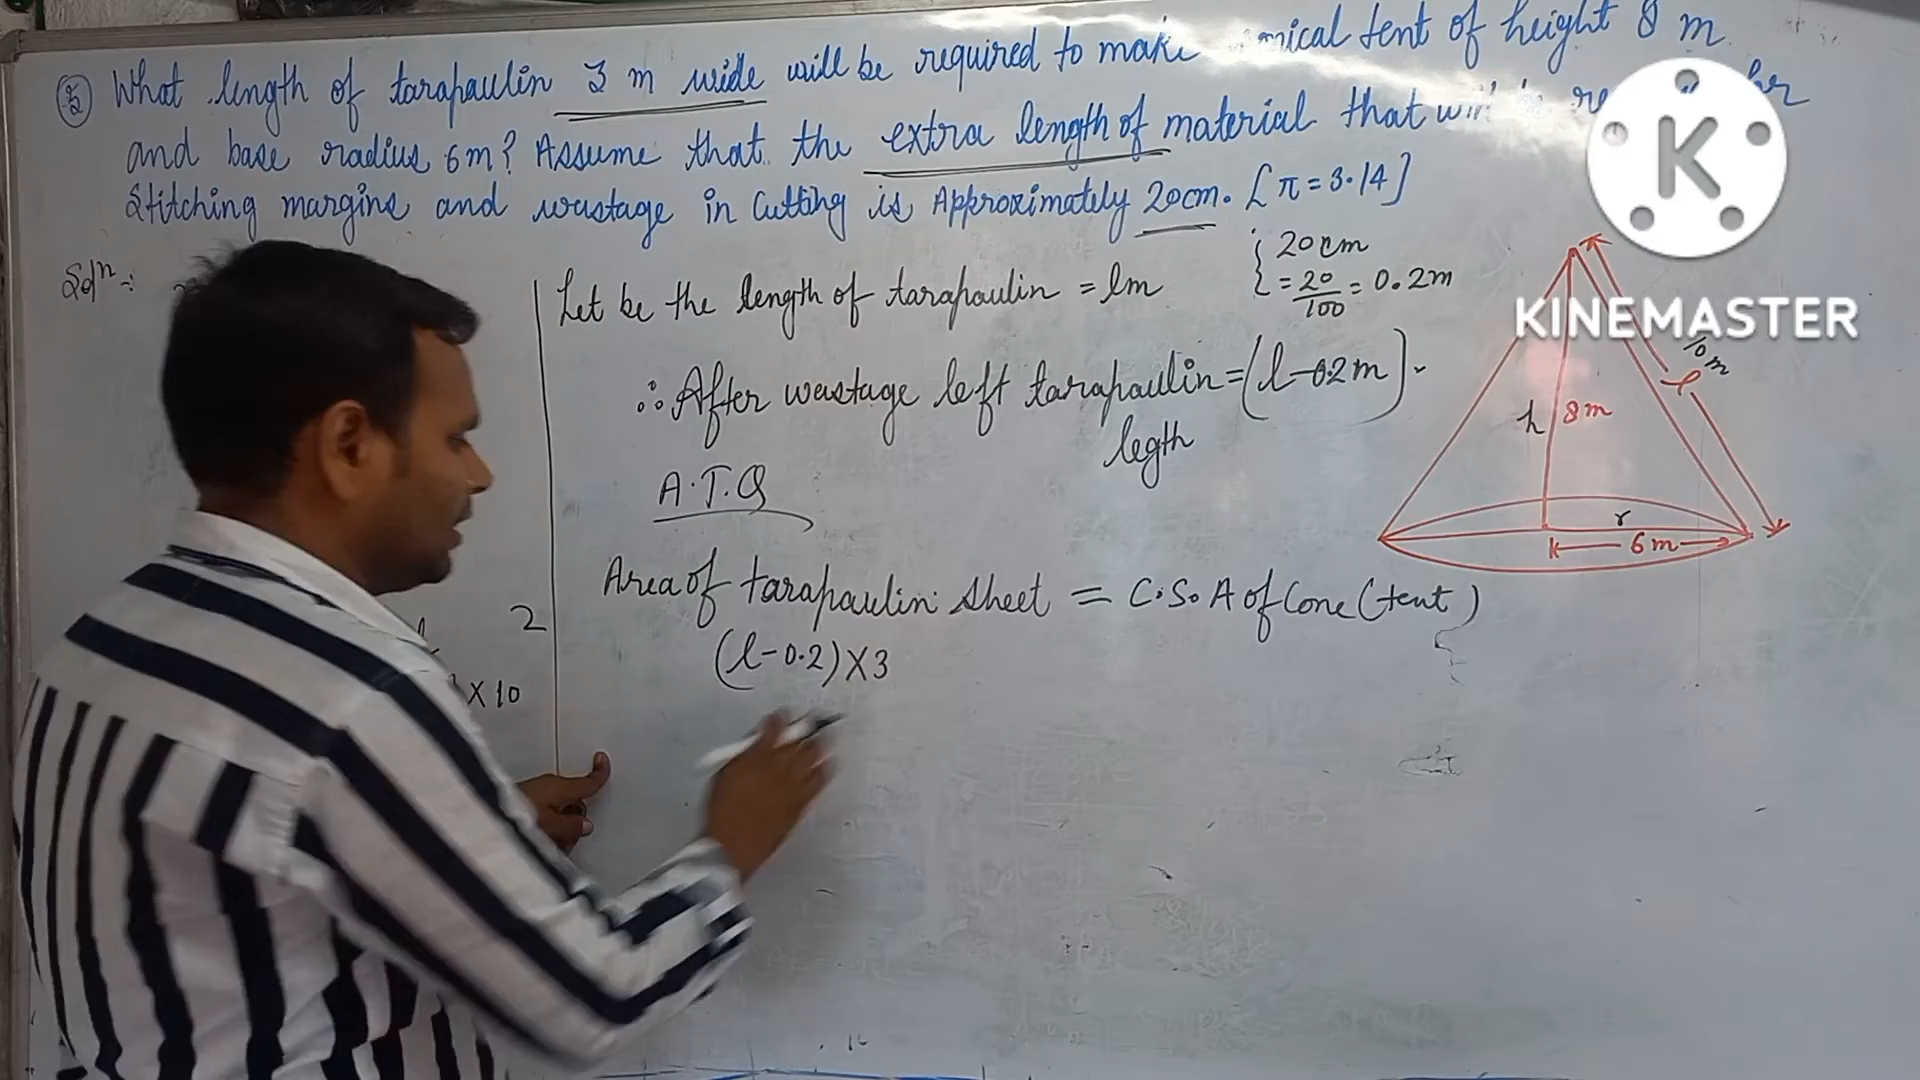 ⑤ What length of tarapaulin 3 m wide will be required to make conical tent of height 8 m
and base radius 6m? Assume that the extra length of material that will be
Stitching margins and wastage in Cutting is Approximately 20cm. [π = 3.14]
Solⁿ:
2
X 10
Let be the length of tarapaulin = lm
20cm
= 20/100 = 0.2m
∴ After wastage left tarapaulin = (l-0.2m).
legth
A.T.Q
Area of tarapaulin sheet = C.S.A of Cone (tent)
(l-0.2) X 3
h 8m
l 10m
r
6m
K
KINEMASTER